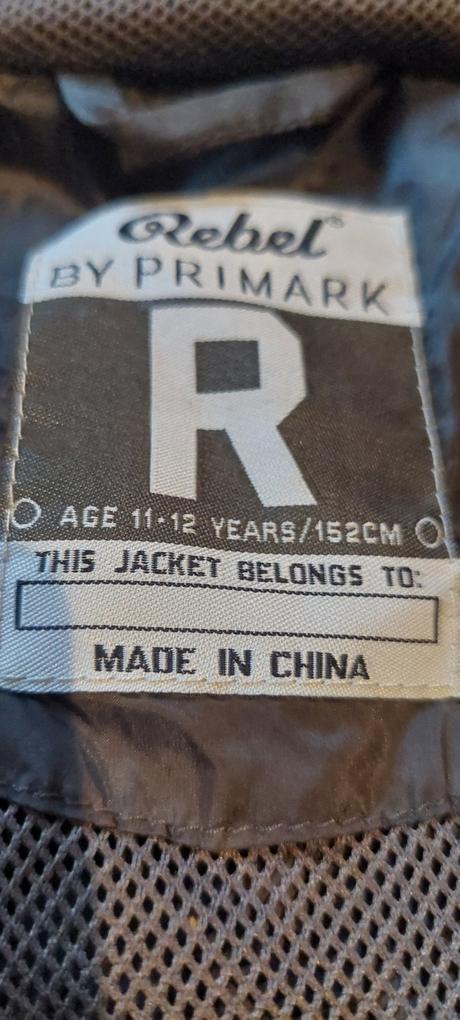 Rebel®
BY PRIMARK
R
AGE 11-12 YEARS/152CM
THIS JACKET BELONGS TO:
MADE IN CHINA